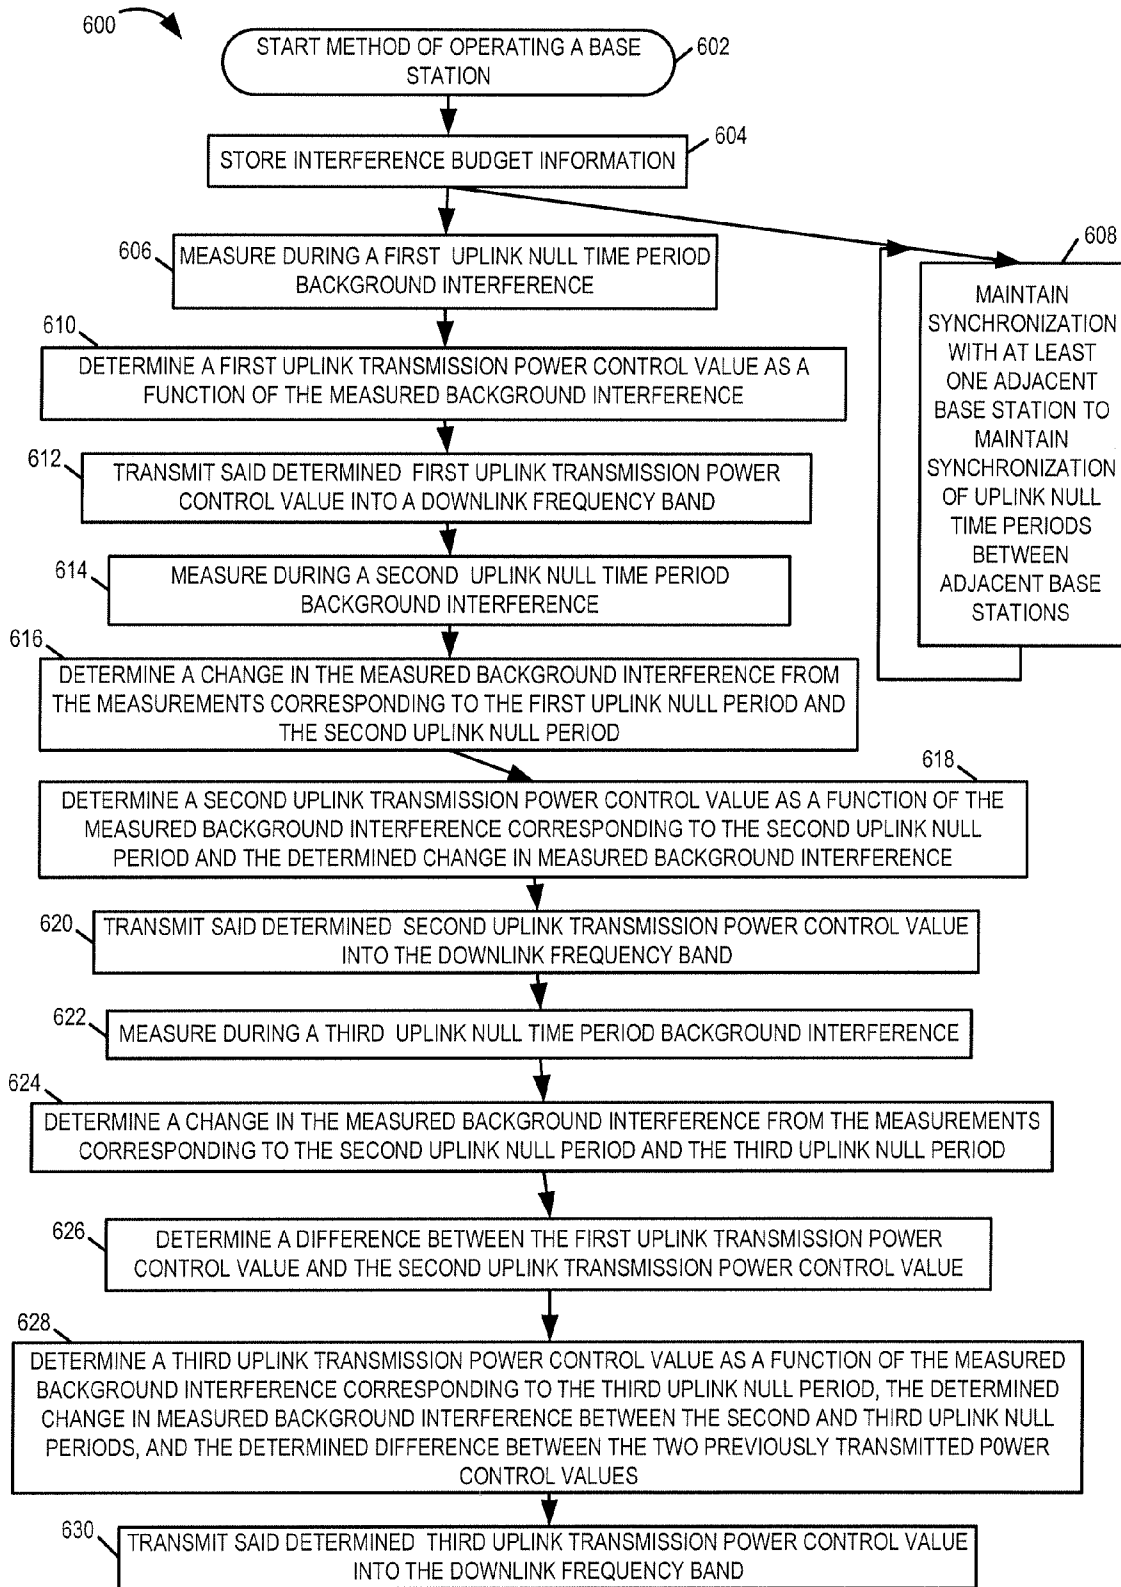 600
START METHOD OF OPERATING A BASE
STATION
602
604
STORE INTERFERENCE BUDGET INFORMATION
606
MEASURE DURING A FIRST UPLINK NULL TIME PERIOD
BACKGROUND INTERFERENCE
608
MAINTAIN
SYNCHRONIZATION
WITH AT LEAST
ONE ADJACENT
BASE STATION TO
MAINTAIN
SYNCHRONIZATION
OF UPLINK NULL
TIME PERIODS
BETWEEN
ADJACENT BASE
STATIONS
610
DETERMINE A FIRST UPLINK TRANSMISSION POWER CONTROL VALUE AS A
FUNCTION OF THE MEASURED BACKGROUND INTERFERENCE
612
TRANSMIT SAID DETERMINED FIRST UPLINK TRANSMISSION POWER
CONTROL VALUE INTO A DOWNLINK FREQUENCY BAND
614
MEASURE DURING A SECOND UPLINK NULL TIME PERIOD
BACKGROUND INTERFERENCE
616
DETERMINE A CHANGE IN THE MEASURED BACKGROUND INTERFERENCE FROM
THE MEASUREMENTS CORRESPONDING TO THE FIRST UPLINK NULL PERIOD AND
THE SECOND UPLINK NULL PERIOD
618
DETERMINE A SECOND UPLINK TRANSMISSION POWER CONTROL VALUE AS A FUNCTION OF THE
MEASURED BACKGROUND INTERFERENCE CORRESPONDING TO THE SECOND UPLINK NULL
PERIOD AND THE DETERMINED CHANGE IN MEASURED BACKGROUND INTERFERENCE
620
TRANSMIT SAID DETERMINED SECOND UPLINK TRANSMISSION POWER CONTROL VALUE
INTO THE DOWNLINK FREQUENCY BAND
622
MEASURE DURING A THIRD UPLINK NULL TIME PERIOD BACKGROUND INTERFERENCE
624
DETERMINE A CHANGE IN THE MEASURED BACKGROUND INTERFERENCE FROM THE MEASUREMENTS
CORRESPONDING TO THE SECOND UPLINK NULL PERIOD AND THE THIRD UPLINK NULL PERIOD
626
DETERMINE A DIFFERENCE BETWEEN THE FIRST UPLINK TRANSMISSION POWER
CONTROL VALUE AND THE SECOND UPLINK TRANSMISSION POWER CONTROL VALUE
628
DETERMINE A THIRD UPLINK TRANSMISSION POWER CONTROL VALUE AS A FUNCTION OF THE MEASURED
BACKGROUND INTERFERENCE CORRESPONDING TO THE THIRD UPLINK NULL PERIOD, THE DETERMINED
CHANGE IN MEASURED BACKGROUND INTERFERENCE BETWEEN THE SECOND AND THIRD UPLINK NULL
PERIODS, AND THE DETERMINED DIFFERENCE BETWEEN THE TWO PREVIOUSLY TRANSMITTED POWER
CONTROL VALUES
630
TRANSMIT SAID DETERMINED THIRD UPLINK TRANSMISSION POWER CONTROL VALUE
INTO THE DOWNLINK FREQUENCY BAND